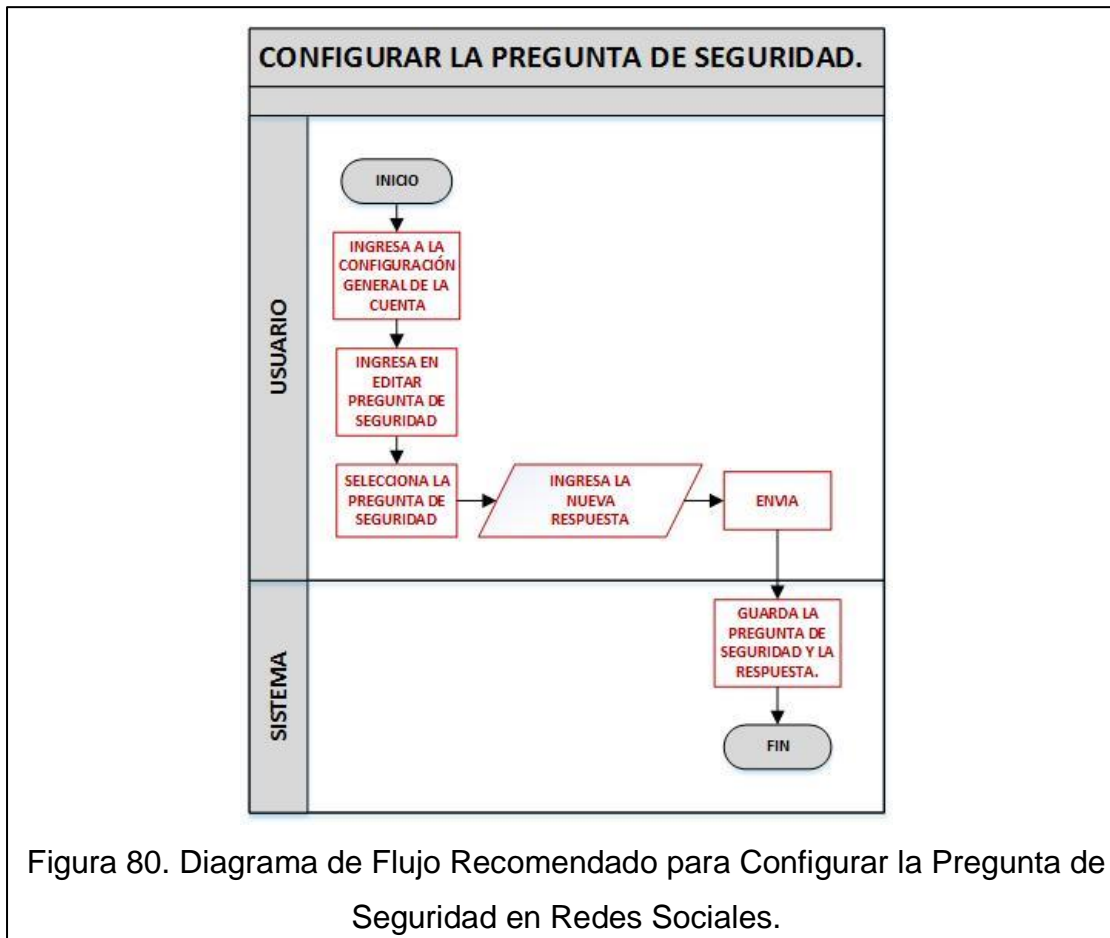 CONFIGURAR LA PREGUNTA DE SEGURIDAD.
USUARIO
INICIO
INGRESA A LA
CONFIGURACIÓN
GENERAL DE LA
CUENTA
INGRESA EN
EDITAR
PREGUNTA DE
SEGURIDAD
SELECCIONA LA
PREGUNTA DE
SEGURIDAD
INGRESA LA
NUEVA
RESPUESTA
ENVIA
SISTEMA
GUARDA LA
PREGUNTA DE
SEGURIDAD Y LA
RESPUESTA.
FIN
Figura 80. Diagrama de Flujo Recomendado para Configurar la Pregunta de
Seguridad en Redes Sociales.